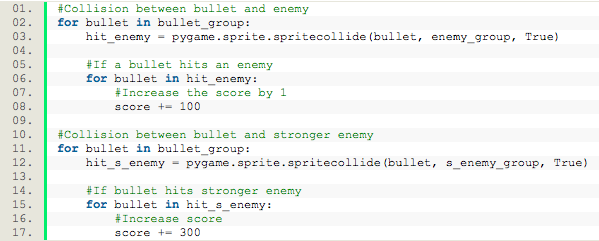 01. #Collision between bullet and enemy
02. for bullet in bullet_group:
03.     hit_enemy = pygame.sprite.spritecollide(bullet, enemy_group, True)
04.
05.     #If a bullet hits an enemy
06.     for bullet in hit_enemy:
07.         #Increase the score by 1
08.         score += 100
09.
10. #Collision between bullet and stronger enemy
11. for bullet in bullet_group:
12.     hit_s_enemy = pygame.sprite.spritecollide(bullet, s_enemy_group, True)
13.
14.     #If bullet hits stronger enemy
15.     for bullet in hit_s_enemy:
16.         #Increase score
17.         score += 300